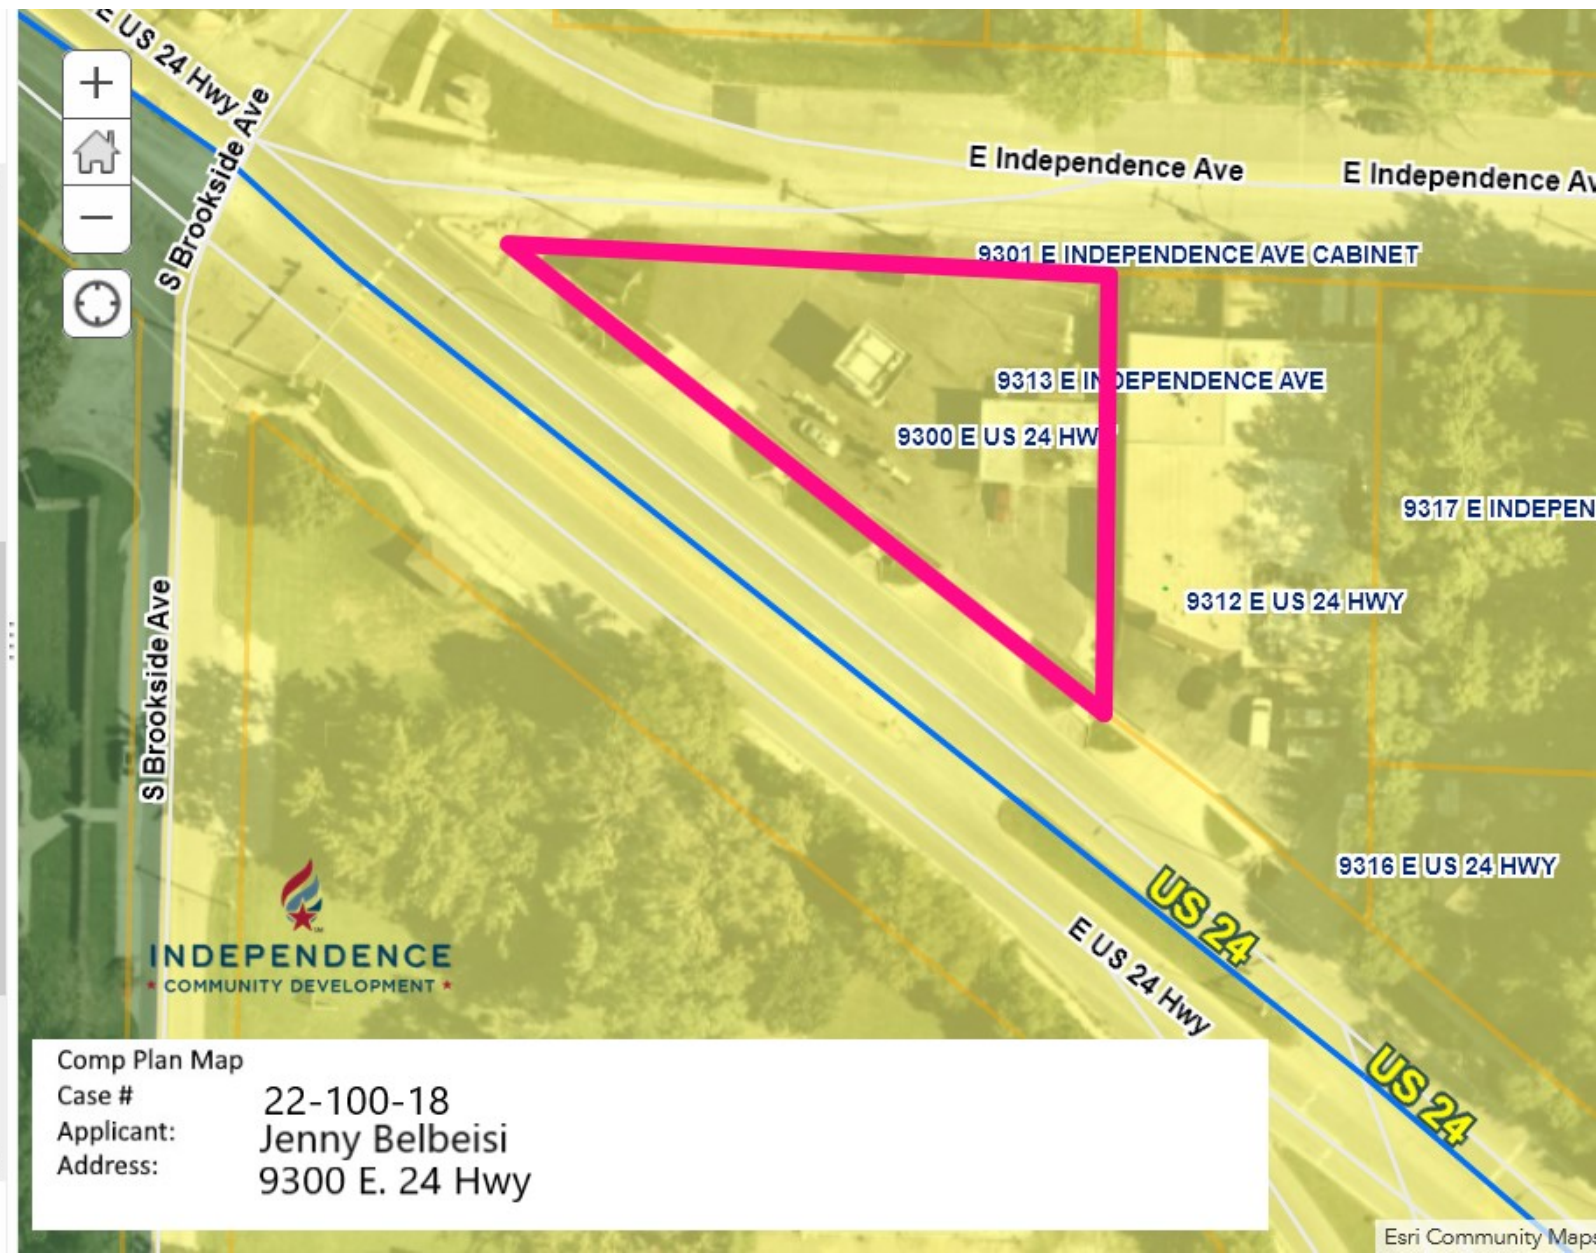 E US 24 Hwy
S Brookside Ave
E Independence Ave
E Independence Av
9301 E INDEPENDENCE AVE CABINET
9313 E INDEPENDENCE AVE
9300 E US 24 HW
9317 E INDEPEN
9312 E US 24 HWY
S Brookside Ave
9316 E US 24 HWY
US 24
E US 24 Hwy
US 24
INDEPENDENCE
COMMUNITY DEVELOPMENT
Comp Plan Map
Case # 22-100-18
Applicant: Jenny Belbeisi
Address: 9300 E. 24 Hwy
Esri Community Maps